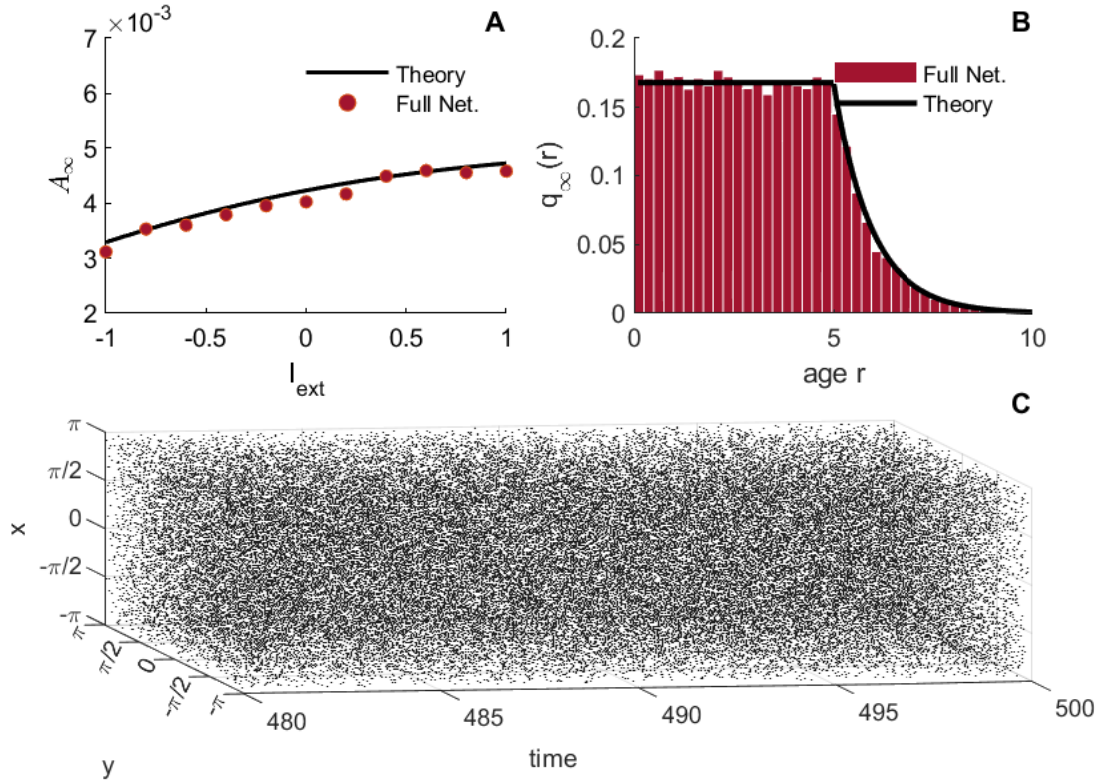 ×10⁻³
A
7
6
5
4
3
2
A∞
Theory
Full Net.
-1
-0.5
0
0.5
1
I_ext
B
0.2
0.15
0.1
0.05
0
q∞(r)
Full Net.
Theory
0
5
10
age r
C
π
π/2
0
-π/2
-π
x
π
π/2
0
-π/2
-π
y
480
485
490
495
500
time